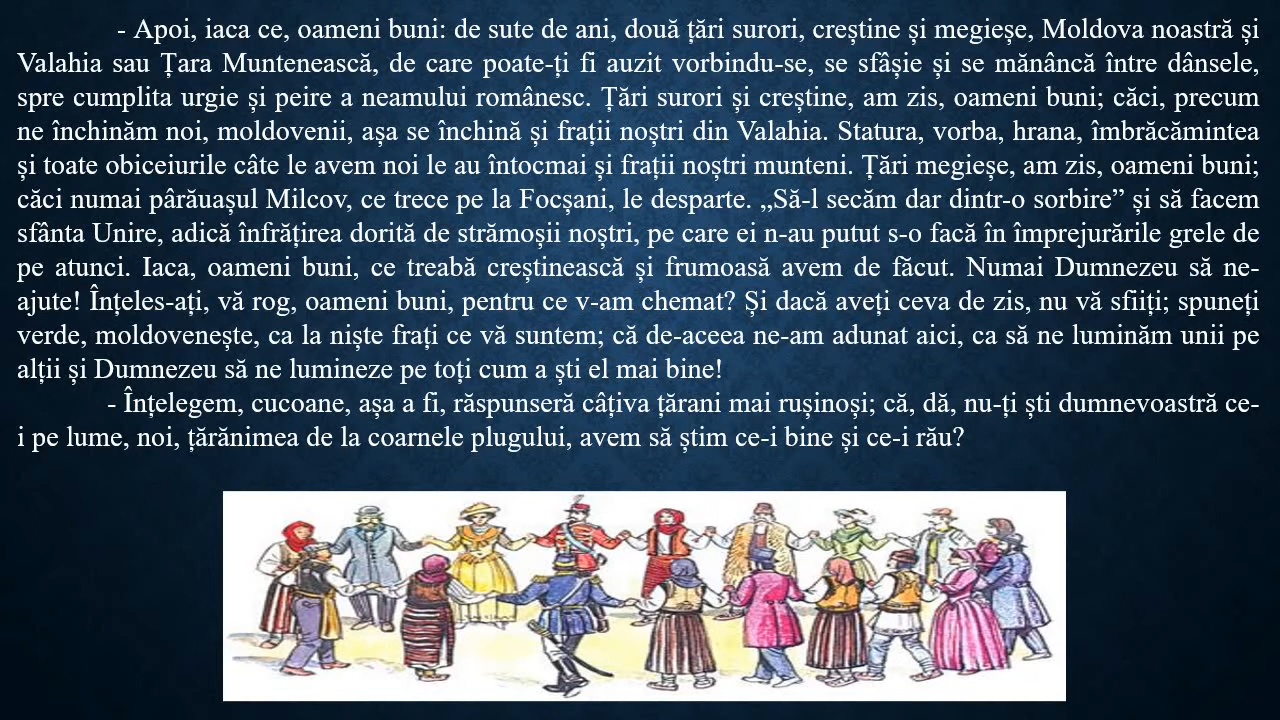 - Apoi, iaca ce, oameni buni: de sute de ani, două țări surori, creștine și megieșe, Moldova noastră și
Valahia sau Țara Muntenească, de care poate-ți fi auzit vorbindu-se, se sfâșie și se mănâncă între dânsele,
spre cumplita urgie și peire a neamului românesc. Țări surori și creștine, am zis, oameni buni; căci, precum
ne închinăm noi, moldovenii, așa se închină și frații noștri din Valahia. Statura, vorba, hrana, îmbrăcămintea
și toate obiceiurile câte le avem noi le au întocmai și frații noștri munteni. Țări megieșe, am zis, oameni buni;
căci numai pârăuașul Milcov, ce trece pe la Focșani, le desparte. „Să-l secăm dar dintr-o sorbire” și să facem
sfânta Unire, adică înfrățirea dorită de strămoșii noștri, pe care ei n-au putut s-o facă în împrejurările grele de
pe atunci. Iaca, oameni buni, ce treabă creștinească și frumoasă avem de făcut. Numai Dumnezeu să ne-
ajute! Înțeles-ați, vă rog, oameni buni, pentru ce v-am chemat? Și dacă aveți ceva de zis, nu vă sfiiți; spuneți
verde, moldovenește, ca la niște frați ce vă suntem; că de-aceea ne-am adunat aici, ca să ne luminăm unii pe
alții și Dumnezeu să ne lumineze pe toți cum a ști el mai bine!
- Înțelegem, cucoane, așa a fi, răspunseră câțiva țărani mai rușinoși; că, dă, nu-ți ști dumnevoastră ce-
i pe lume, noi, țărănimea de la coarnele plugului, avem să știm ce-i bine și ce-i rău?